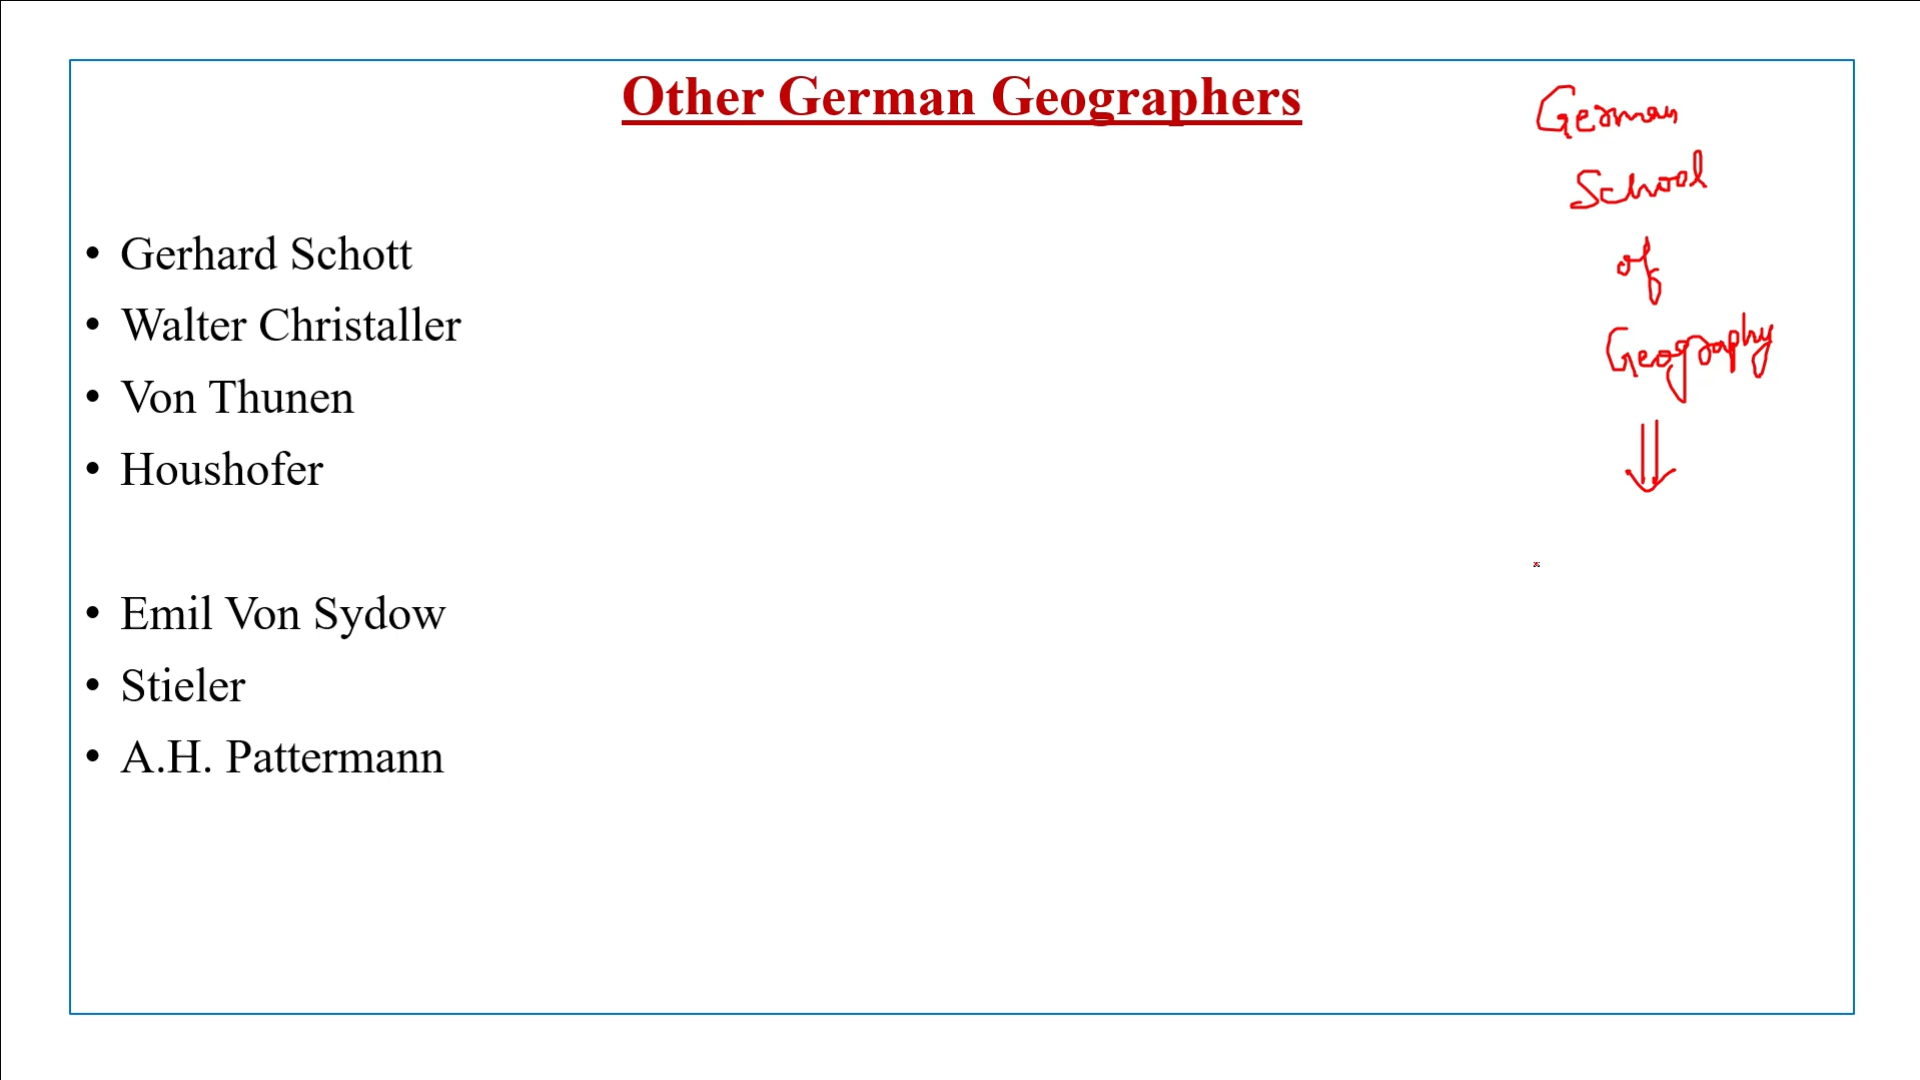 Other German Geographers
German
School
of
Geography
• Gerhard Schott
• Walter Christaller
• Von Thunen
• Houshofer
• Emil Von Sydow
• Stieler
• A.H. Pattermann